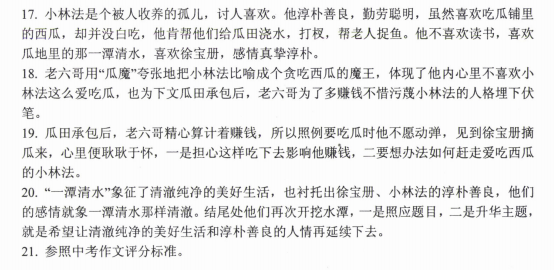 17. 小林法是个被人收养的孤儿，讨人喜欢。他淳朴善良，勤劳聪明，虽然喜欢吃瓜铺里
的西瓜，却并没白吃，他肯帮他们给瓜田浇水，打杈，帮老人捉鱼。他不喜欢读书，喜欢
瓜地里的那一潭清水，喜欢徐宝册，感情真挚淳朴。
18. 老六哥用“瓜魔”夸张地把小林法比喻成个贪吃西瓜的魔王，体现了他内心里不喜欢小
林法这么爱吃瓜，也为下文瓜田承包后，老六哥为了多赚钱不惜污蔑小林法的人格埋下伏
笔。
19. 瓜田承包后，老六哥精心算计着赚钱，所以照例要吃瓜时他不愿动弹，见到徐宝册摘
瓜来，心里便耿耿于怀，一是担心这样吃下去影响他赚钱，二要想办法如何赶走爱吃西瓜
的小林法。
20. “一潭清水”象征了清澈纯净的美好生活，也衬托出徐宝册、小林法的淳朴善良，他们
的感情就象一潭清水那样清澈。结尾处他们再次开挖水潭，一是照应题目，二是升华主题，
就是希望让清澈纯净的美好生活和淳朴善良的人情再延续下去。
21. 参照中考作文评分标准。